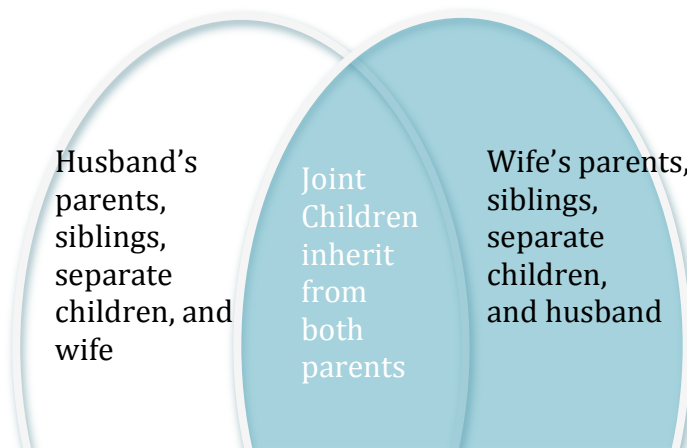 Husband’s
parents,
siblings,
separate
children, and
wife
Joint
Children
inherit
from
both
parents
Wife’s parents,
siblings,
separate
children,
and husband